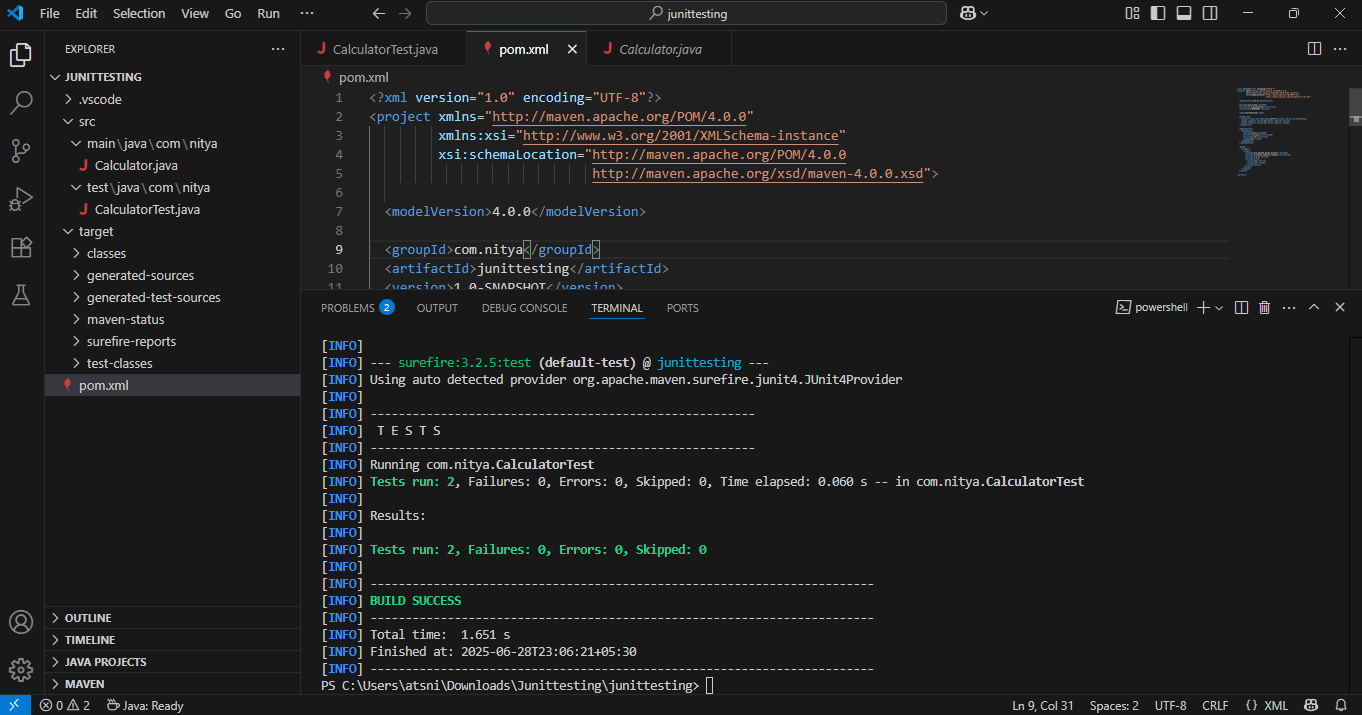 File Edit Selection View Go Run ···
junittesting
EXPLORER ···
JUNITTESTING
.vscode
src
main\java\com\nitya
J Calculator.java
test\java\com\nitya
J CalculatorTest.java
target
classes
generated-sources
generated-test-sources
maven-status
surefire-reports
test-classes
pom.xml
OUTLINE
TIMELINE
JAVA PROJECTS
MAVEN
J CalculatorTest.java pom.xml J Calculator.java ···
pom.xml
1 <?xml version="1.0" encoding="UTF-8"?>
2 <project xmlns="http://maven.apache.org/POM/4.0.0"
3 xmlns:xsi="http://www.w3.org/2001/XMLSchema-instance"
4 xsi:schemaLocation="http://maven.apache.org/POM/4.0.0
5 http://maven.apache.org/xsd/maven-4.0.0.xsd">
6
7 <modelVersion>4.0.0</modelVersion>
8
9 <groupId>com.nitya</groupId>
10 <artifactId>junittesting</artifactId>
11 <version>1.0-SNAPSHOT</version>
PROBLEMS 2 OUTPUT DEBUG CONSOLE TERMINAL PORTS powershell ···
[INFO]
[INFO] --- surefire:3.2.5:test (default-test) @ junittesting ---
[INFO] Using auto detected provider org.apache.maven.surefire.junit4.JUnit4Provider
[INFO]
[INFO] -------------------------------------------------------
[INFO]  T E S T S
[INFO] -------------------------------------------------------
[INFO] Running com.nitya.CalculatorTest
[INFO] Tests run: 2, Failures: 0, Errors: 0, Skipped: 0, Time elapsed: 0.060 s -- in com.nitya.CalculatorTest
[INFO]
[INFO] Results:
[INFO]
[INFO] Tests run: 2, Failures: 0, Errors: 0, Skipped: 0
[INFO]
[INFO] ------------------------------------------------------------------------
[INFO] BUILD SUCCESS
[INFO] ------------------------------------------------------------------------
[INFO] Total time:  1.651 s
[INFO] Finished at: 2025-06-28T23:06:21+05:30
[INFO] ------------------------------------------------------------------------
PS C:\Users\atsni\Downloads\Junittesting\junittesting>
0 2 Java: Ready Ln 9, Col 31 Spaces: 2 UTF-8 CRLF {} XML